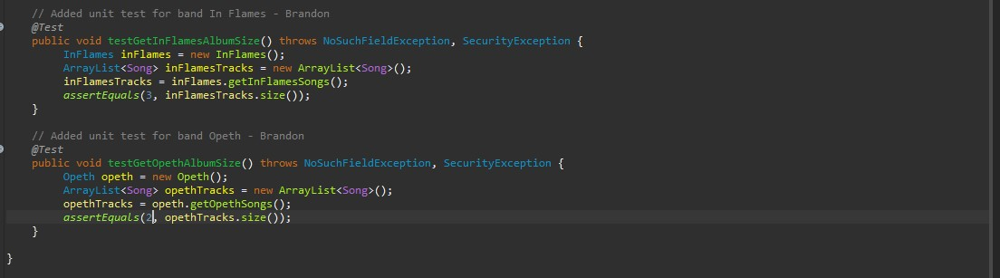 // Added unit test for band In Flames - Brandon
@Test
public void testGetInFlamesAlbumSize() throws NoSuchFieldException, SecurityException {
InFlames inFlames = new InFlames();
ArrayList<Song> inFlamesTracks = new ArrayList<Song>();
inFlamesTracks = inFlames.getInFlamesSongs();
assertEquals(3, inFlamesTracks.size());
}
// Added unit test for band Opeth - Brandon
@Test
public void testGetOpethAlbumSize() throws NoSuchFieldException, SecurityException {
Opeth opeth = new Opeth();
ArrayList<Song> opethTracks = new ArrayList<Song>();
opethTracks = opeth.getOpethSongs();
assertEquals(2, opethTracks.size());
}
}